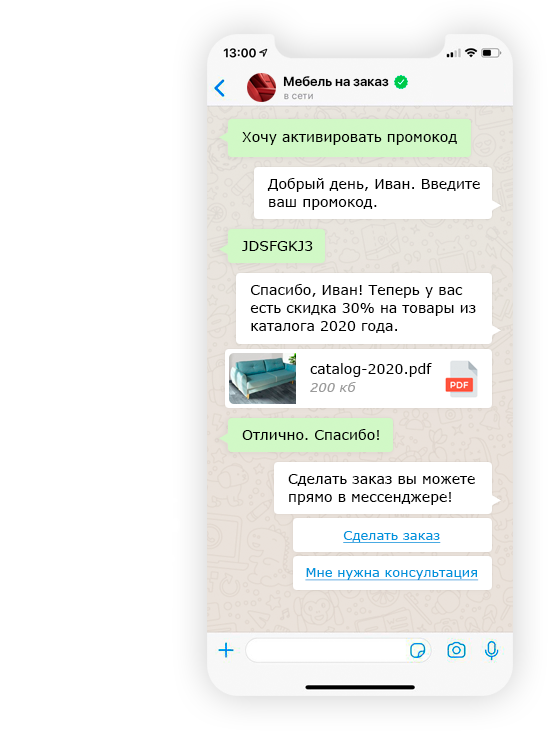 13:00
Мебель на заказ
в сети
Хочу активировать промокод
Добрый день, Иван. Введите
ваш промокод.
JDSFGKJ3
Спасибо, Иван! Теперь у вас
есть скидка 30% на товары из
каталога 2020 года.
catalog-2020.pdf
200 кб
PDF
Отлично. Спасибо!
Сделать заказ вы можете
прямо в мессенджере!
Сделать заказ
Мне нужна консультация